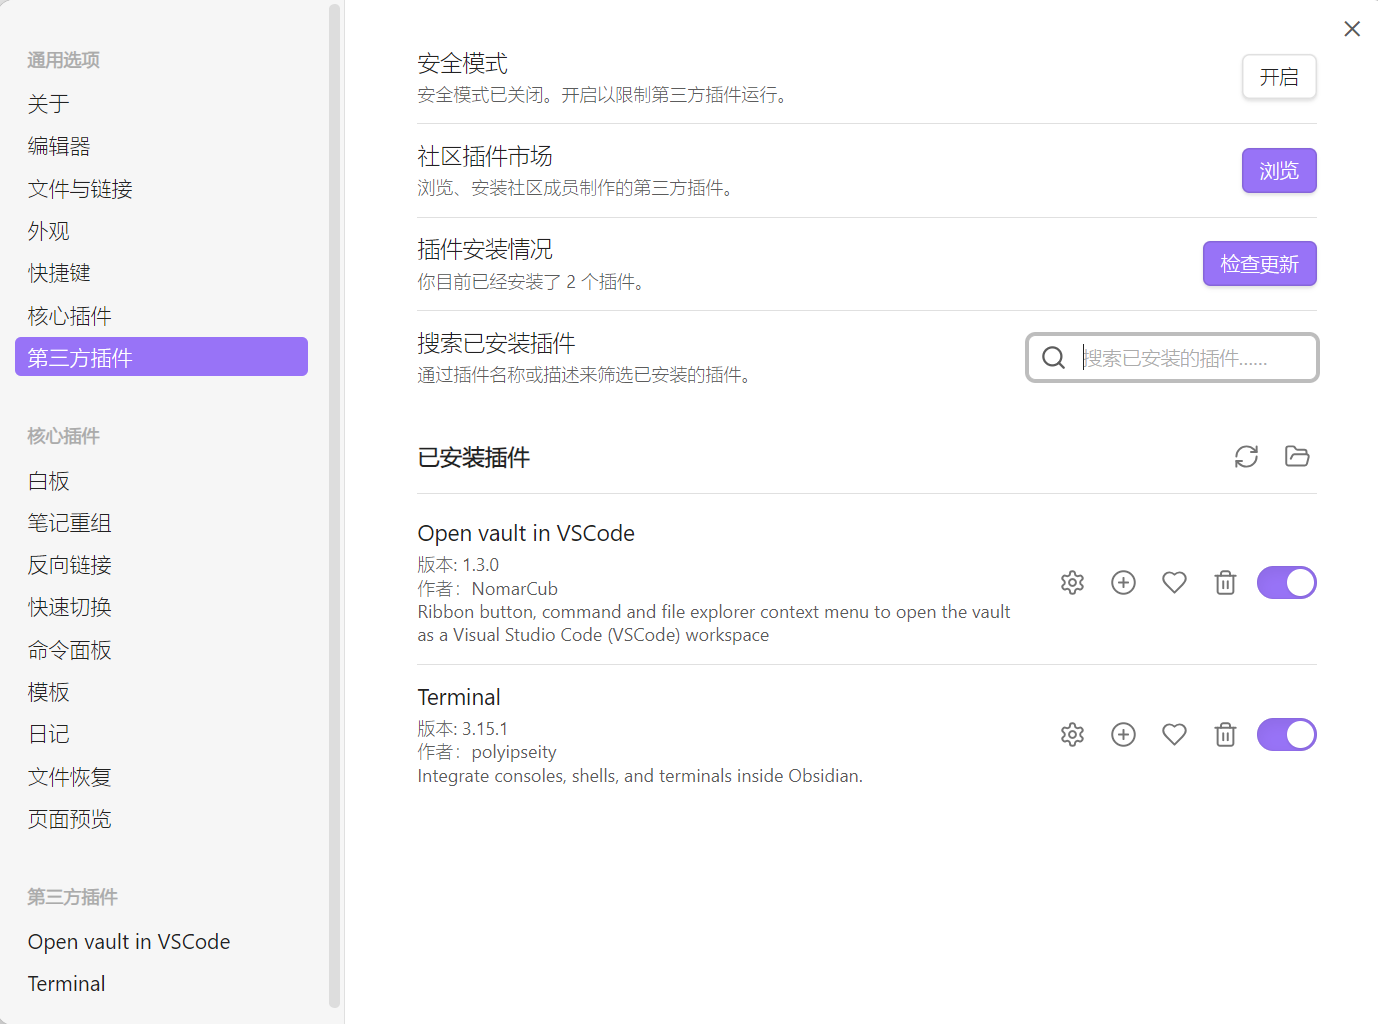 通用选项
关于
编辑器
文件与链接
外观
快捷键
核心插件
第三方插件
核心插件
白板
笔记重组
反向链接
快速切换
命令面板
模板
日记
文件恢复
页面预览
第三方插件
Open vault in VSCode
Terminal
安全模式
安全模式已关闭。开启以限制第三方插件运行。
开启
社区插件市场
浏览、安装社区成员制作的第三方插件。
浏览
插件安装情况
你目前已经安装了 2 个插件。
检查更新
搜索已安装插件
通过插件名称或描述来筛选已安装的插件。
搜索已安装的插件......
已安装插件
Open vault in VSCode
版本: 1.3.0
作者：NomarCub
Ribbon button, command and file explorer context menu to open the vault
as a Visual Studio Code (VSCode) workspace
Terminal
版本: 3.15.1
作者：polyipseity
Integrate consoles, shells, and terminals inside Obsidian.